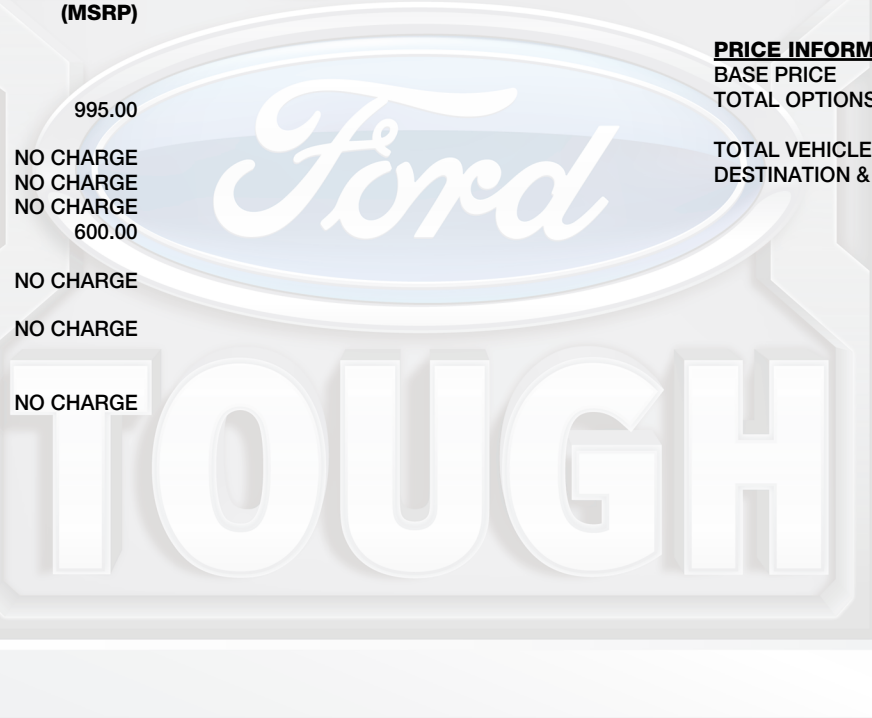 (MSRP)
995.00
NO CHARGE
NO CHARGE
NO CHARGE
600.00
NO CHARGE
NO CHARGE
NO CHARGE
PRICE INFORM
BASE PRICE
TOTAL OPTIONS
TOTAL VEHICLE
DESTINATION &
Ford
TOUGH